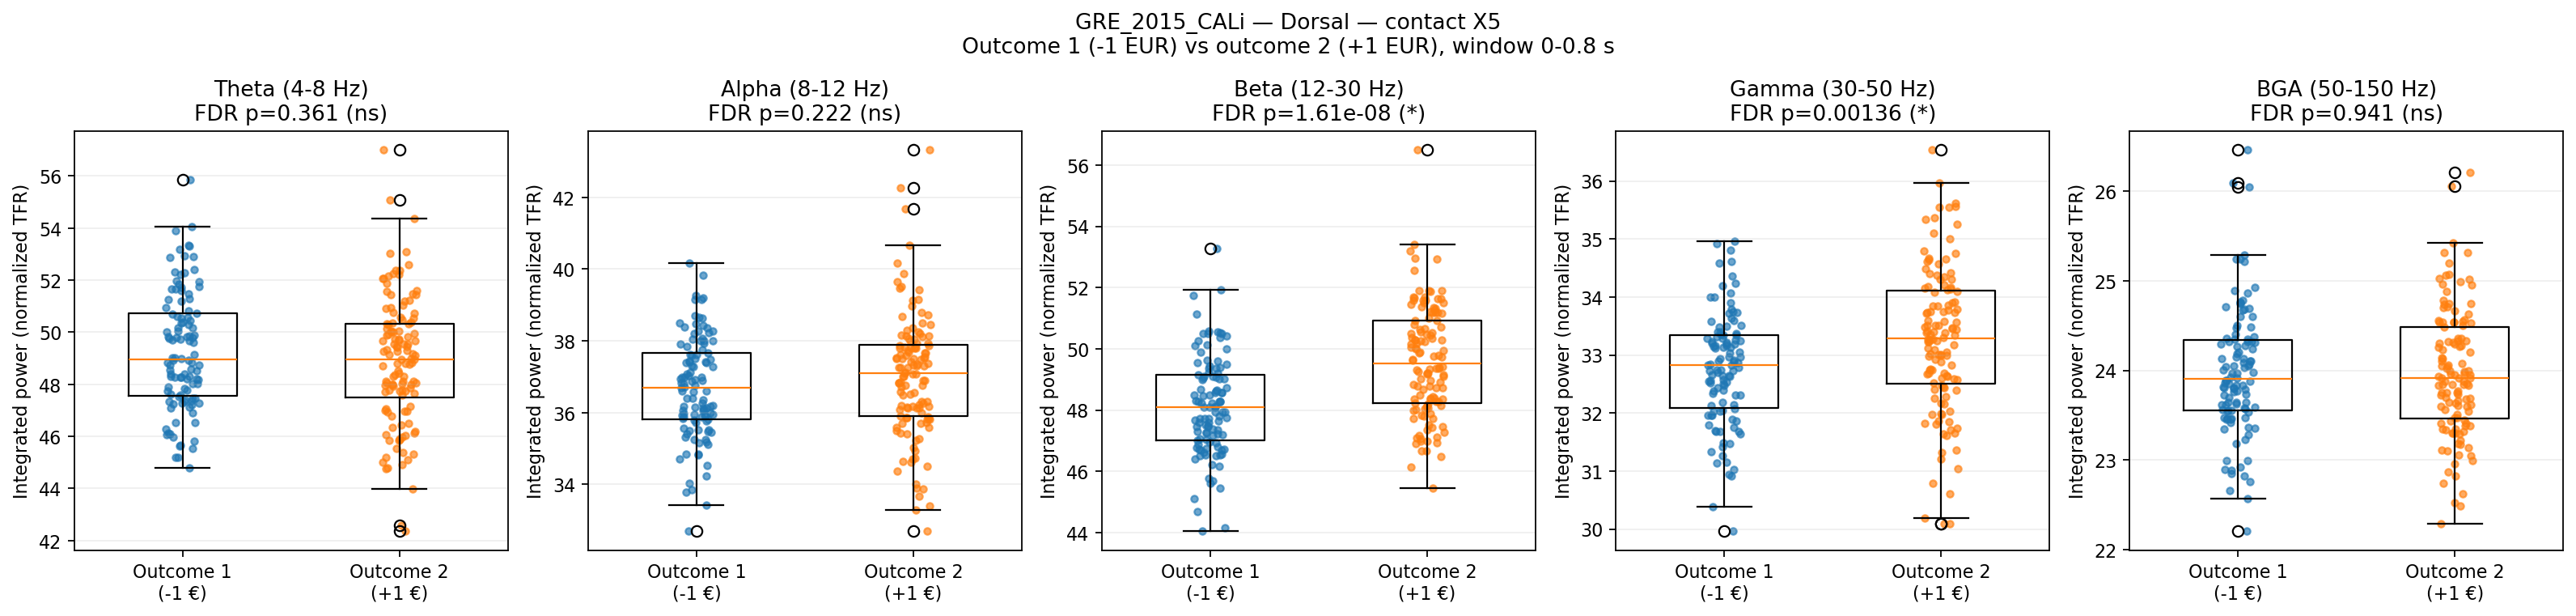 GRE_2015_CALi — Dorsal — contact X5
Outcome 1 (-1 EUR) vs outcome 2 (+1 EUR), window 0-0.8 s
Theta (4-8 Hz)
FDR p=0.361 (ns)
Integrated power (normalized TFR)
56
54
52
50
48
46
44
42
Outcome 1
(-1 €)
Outcome 2
(+1 €)
Alpha (8-12 Hz)
FDR p=0.222 (ns)
Integrated power (normalized TFR)
42
40
38
36
34
Outcome 1
(-1 €)
Outcome 2
(+1 €)
Beta (12-30 Hz)
FDR p=1.61e-08 (*)
Integrated power (normalized TFR)
56
54
52
50
48
46
44
Outcome 1
(-1 €)
Outcome 2
(+1 €)
Gamma (30-50 Hz)
FDR p=0.00136 (*)
Integrated power (normalized TFR)
36
35
34
33
32
31
30
Outcome 1
(-1 €)
Outcome 2
(+1 €)
BGA (50-150 Hz)
FDR p=0.941 (ns)
Integrated power (normalized TFR)
26
25
24
23
22
Outcome 1
(-1 €)
Outcome 2
(+1 €)